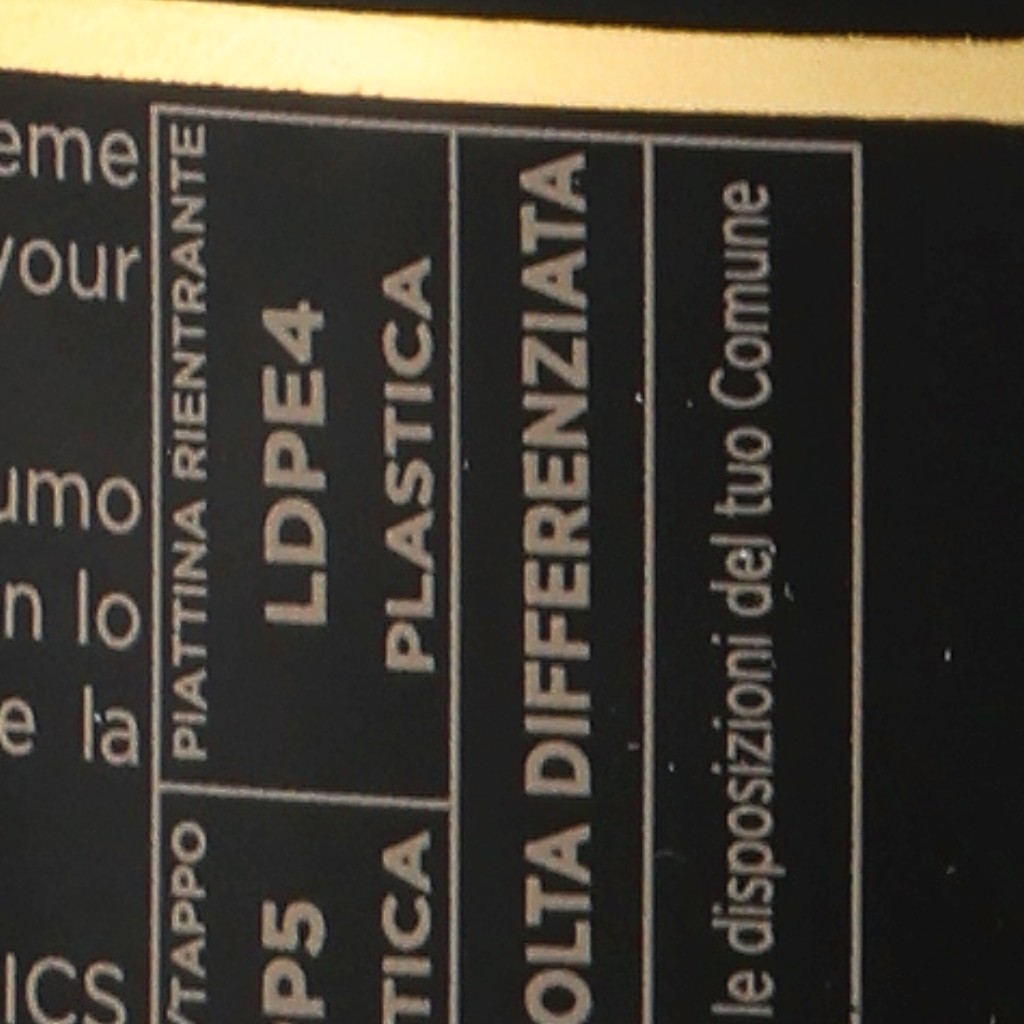 PIATTINA RIENTRANTE
LDPE4
PLASTICA
TAPPO
P5
TICA
OLTA DIFFERENZIATA
le disposizioni del tuo Comune
eme
your
umo
n lo
e la
ICS